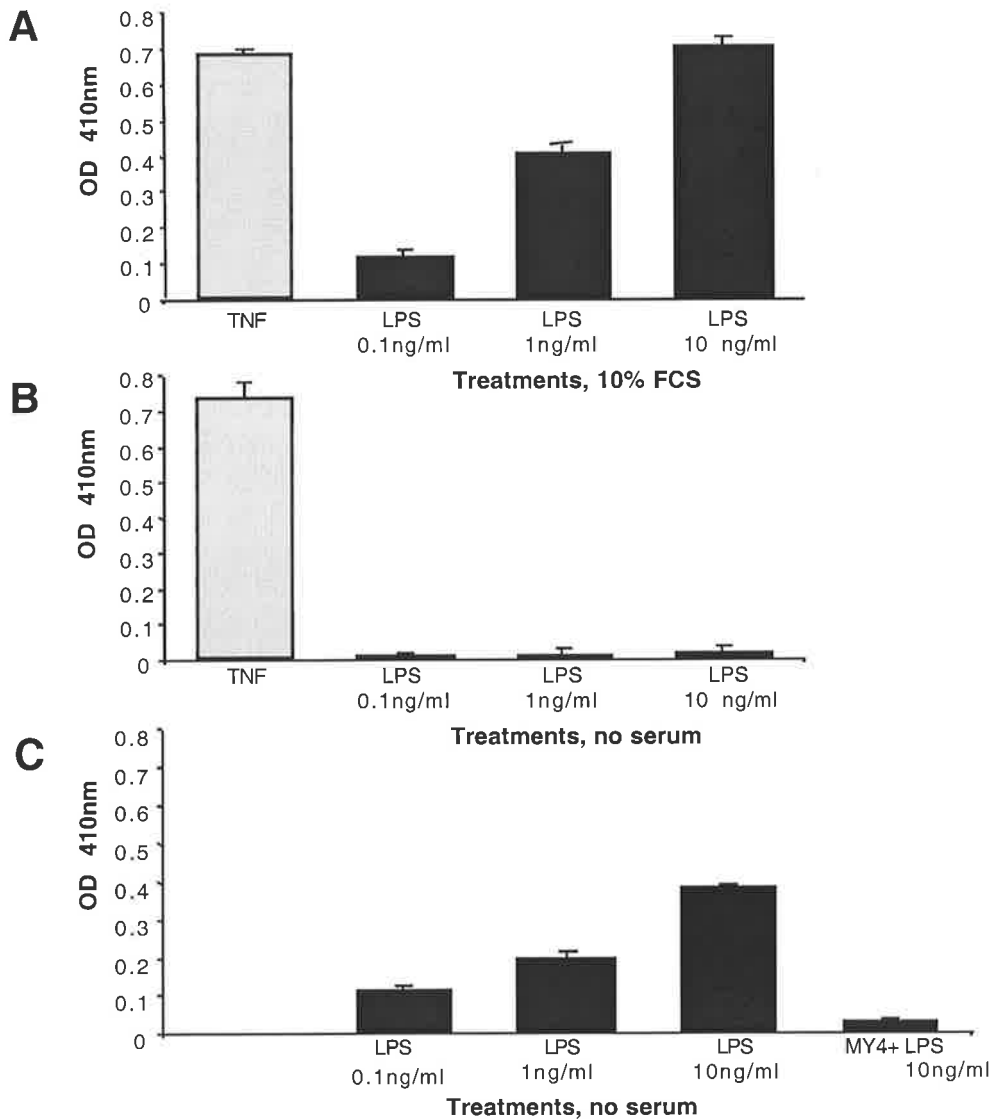 A
OD 410nm
0.8
0.7
0.6
0.5
0.4
0.3
0.2
0.1
0
TNF
LPS
0.1ng/ml
LPS
1ng/ml
LPS
10 ng/ml
Treatments, 10% FCS
B
OD 410nm
0.8
0.7
0.6
0.5
0.4
0.3
0.2
0.1
0
TNF
LPS
0.1ng/ml
LPS
1ng/ml
LPS
10 ng/ml
Treatments, no serum
C
OD 410nm
0.8
0.7
0.6
0.5
0.4
0.3
0.2
0.1
0
LPS
0.1ng/ml
LPS
1ng/ml
LPS
10ng/ml
MY4+ LPS
10ng/ml
Treatments, no serum